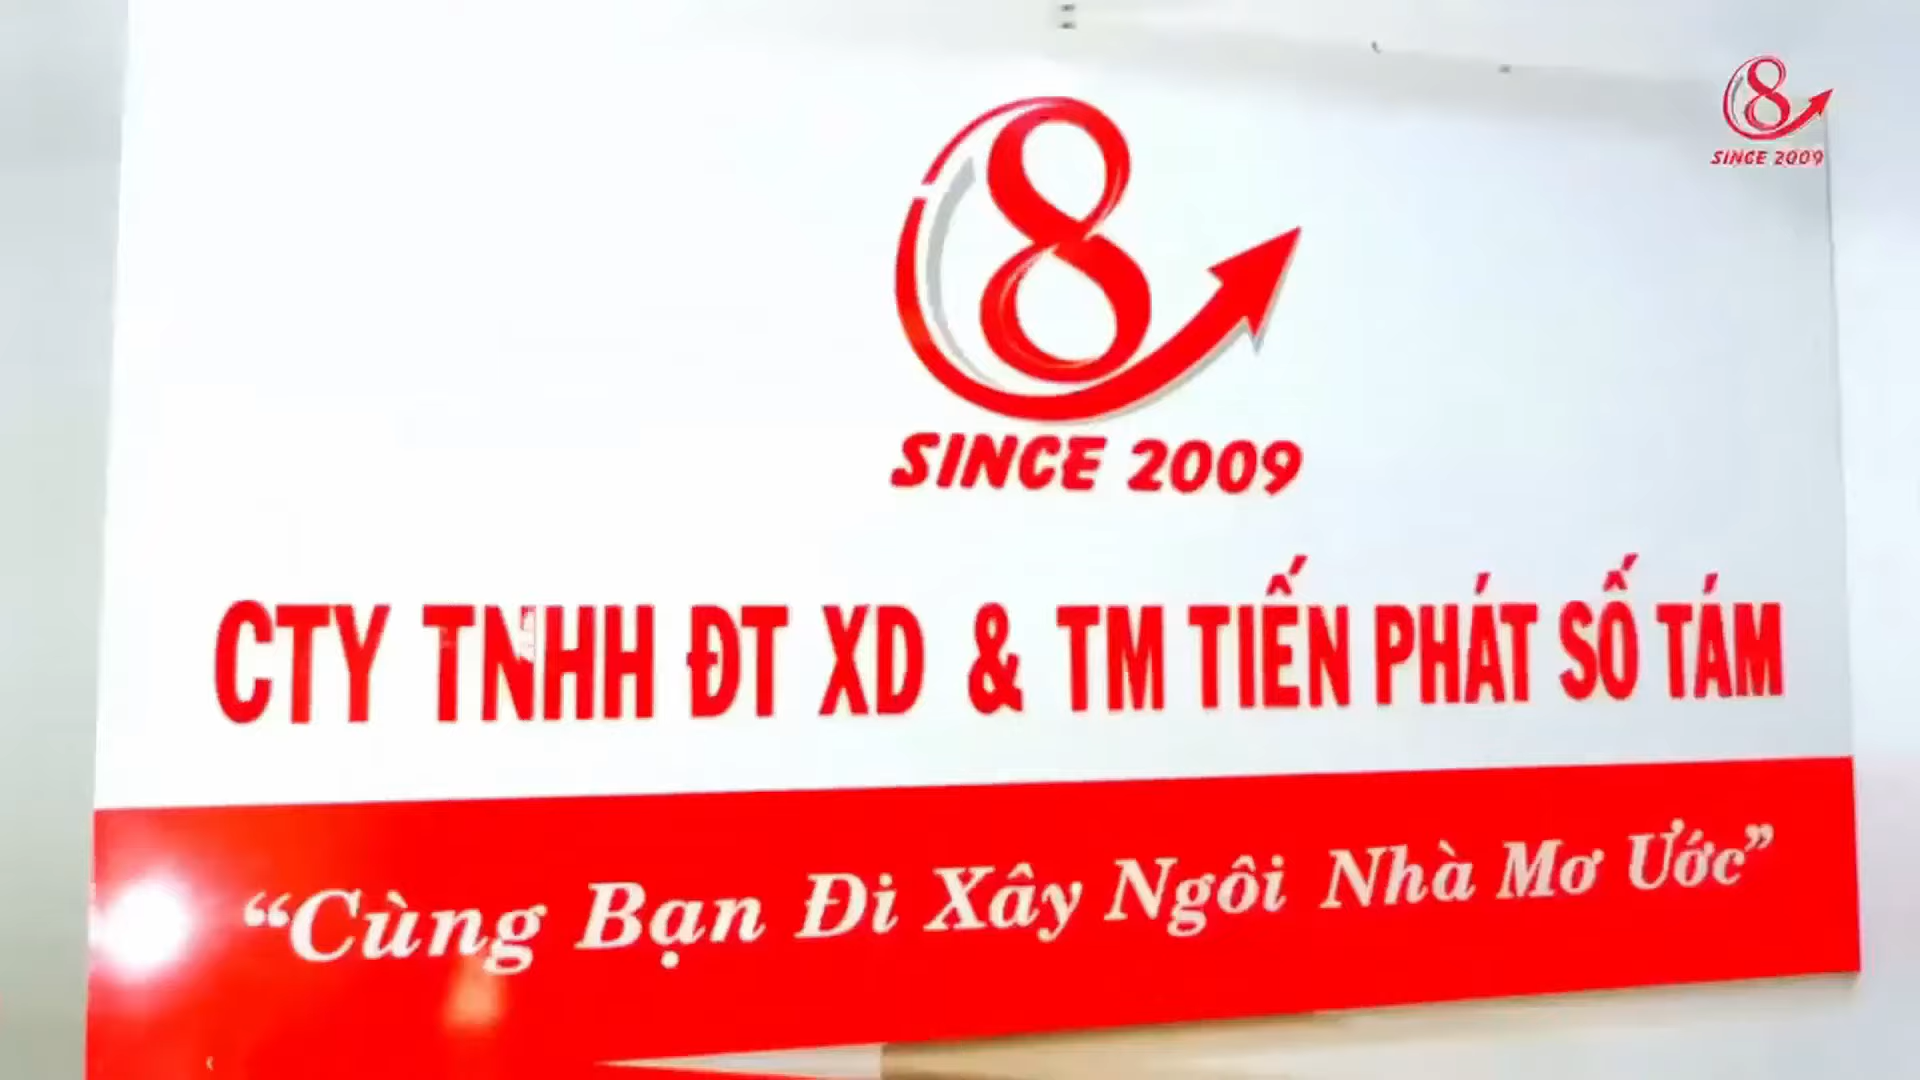 8
SINCE 2009
8
SINCE 2009
CTY TNHH ĐT XD & TM TIẾN PHÁT SỐ TÁM
“Cùng Bạn Đi Xây Ngôi Nhà Mơ Ước”